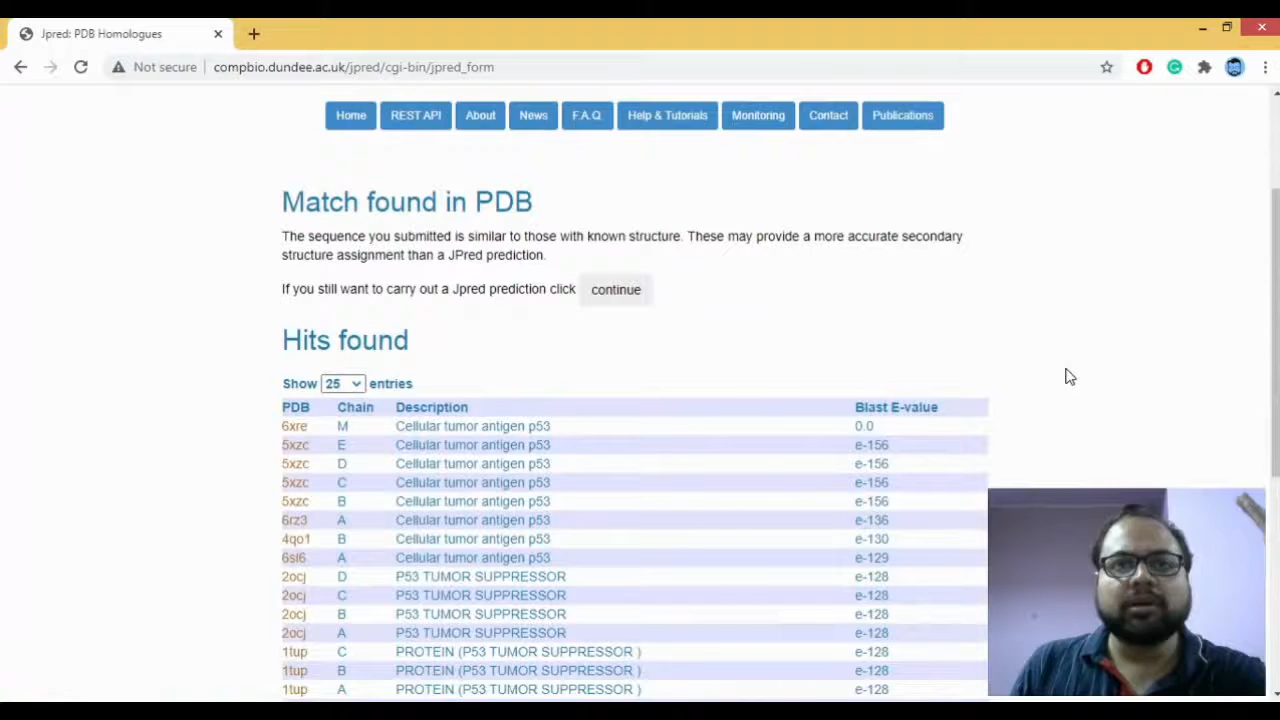 Jpred: PDB Homologues
Not secure compbio.dundee.ac.uk/jpred/cgi-bin/jpred_form
Home REST API About News F.A.Q. Help & Tutorials Monitoring Contact Publications
Match found in PDB
The sequence you submitted is similar to those with known structure. These may provide a more accurate secondary
structure assignment than a JPred prediction.
If you still want to carry out a Jpred prediction click continue
Hits found
Show 25 entries
PDB Chain Description Blast E-value
6xre M Cellular tumor antigen p53 0.0
5xzc E Cellular tumor antigen p53 e-156
5xzc D Cellular tumor antigen p53 e-156
5xzc C Cellular tumor antigen p53 e-156
5xzc B Cellular tumor antigen p53 e-156
6rz3 A Cellular tumor antigen p53 e-136
4qo1 B Cellular tumor antigen p53 e-130
6sl6 A Cellular tumor antigen p53 e-129
2ocj D P53 TUMOR SUPPRESSOR e-128
2ocj C P53 TUMOR SUPPRESSOR e-128
2ocj B P53 TUMOR SUPPRESSOR e-128
2ocj A P53 TUMOR SUPPRESSOR e-128
1tup C PROTEIN (P53 TUMOR SUPPRESSOR ) e-128
1tup B PROTEIN (P53 TUMOR SUPPRESSOR ) e-128
1tup A PROTEIN (P53 TUMOR SUPPRESSOR ) e-128